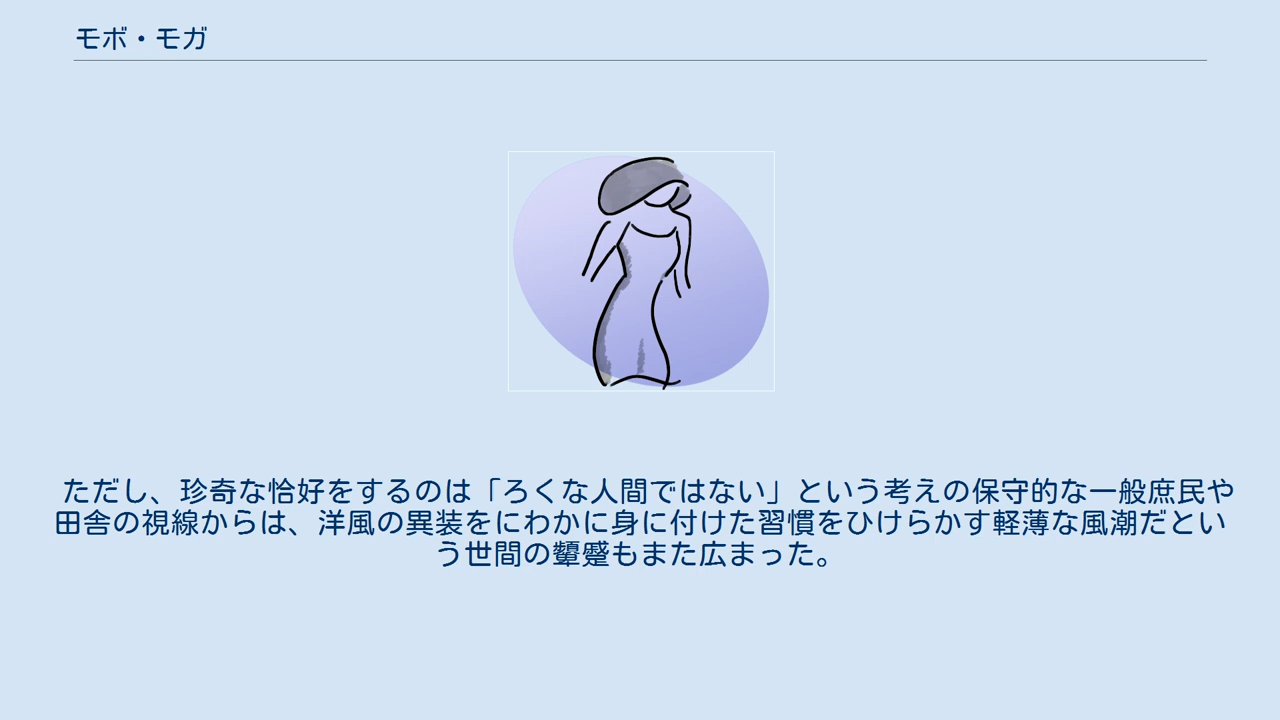 モボ・モガ
ただし、珍奇な恰好をするのは「ろくな人間ではない」という考えの保守的な一般庶民や
田舎の視線からは、洋風の異装をにわかに身に付けた習慣をひけらかす軽薄な風潮だとい
う世間の顰蹙もまた広まった。